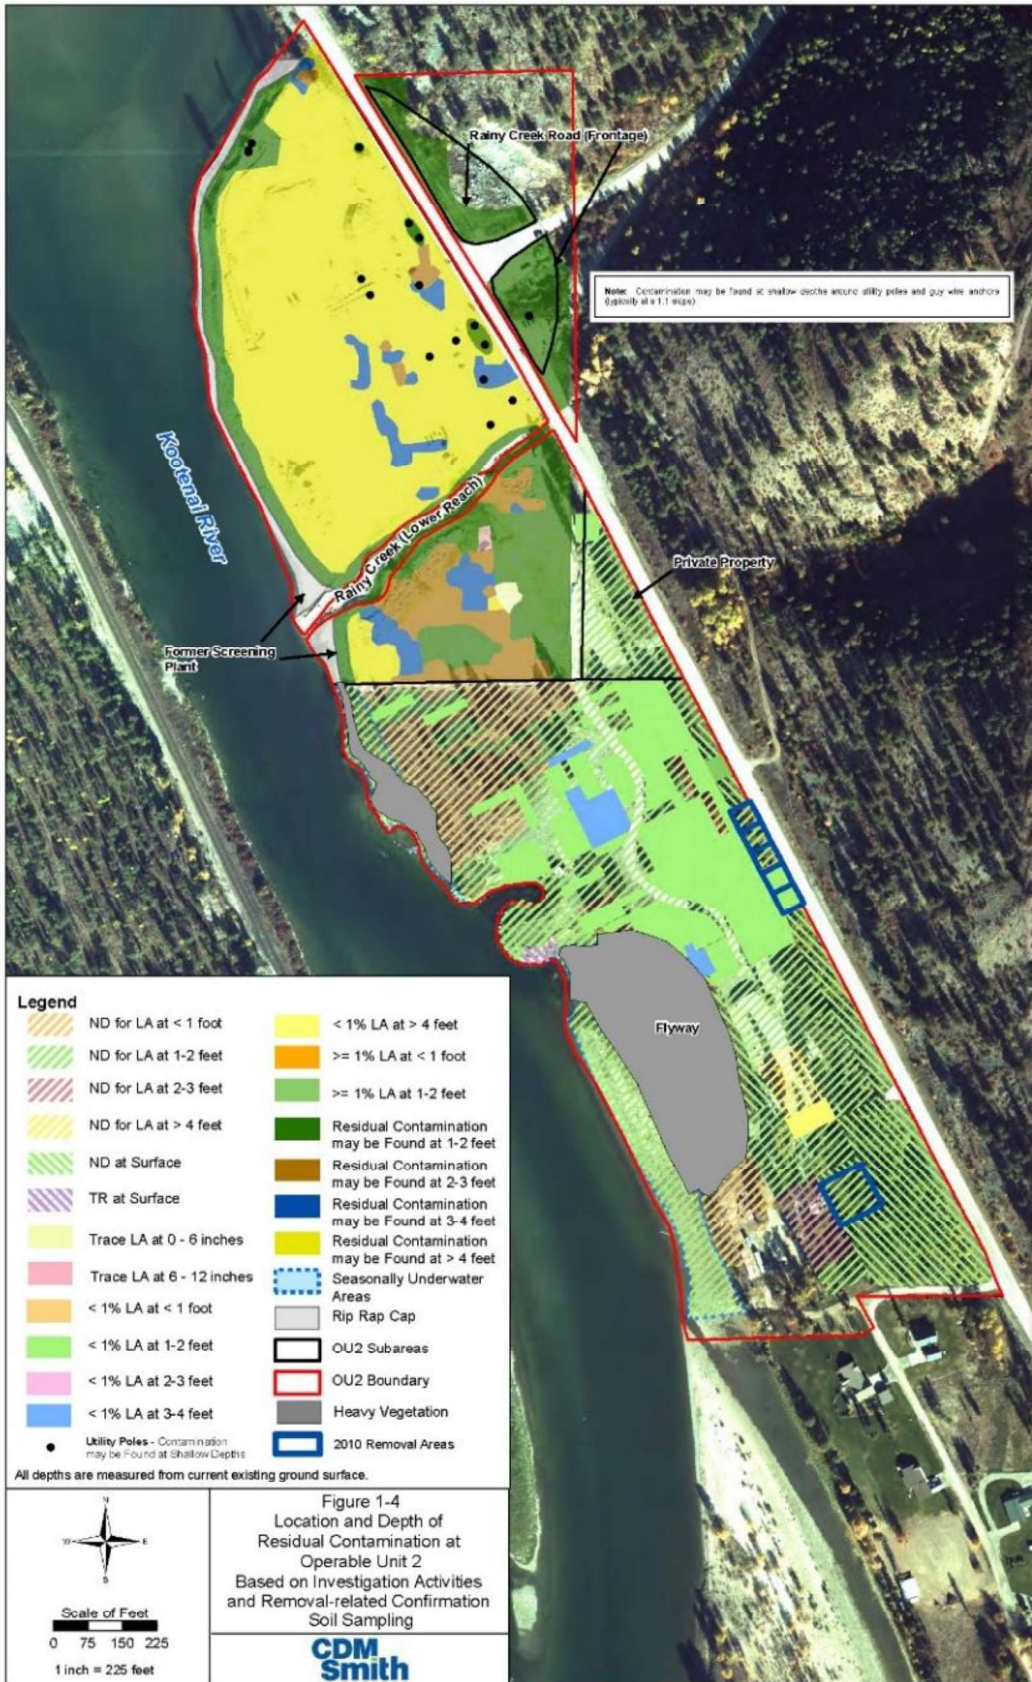 Rainy Creek Road (Frontage)
Note: Contamination may be found at shallow depths around utility poles and guy wire anchors
(typically at a 1:1 slope)
Kootenai River
Rainy Creek (Lower Reach)
Private Property
Former Screening
Plant
Flyway
Legend
ND for LA at < 1 foot
ND for LA at 1-2 feet
ND for LA at 2-3 feet
ND for LA at > 4 feet
ND at Surface
TR at Surface
Trace LA at 0 - 6 inches
Trace LA at 6 - 12 inches
< 1% LA at < 1 foot
< 1% LA at 1-2 feet
< 1% LA at 2-3 feet
< 1% LA at 3-4 feet
Utility Poles - Contamination
may be Found at Shallow Depths
< 1% LA at > 4 feet
>= 1% LA at < 1 foot
>= 1% LA at 1-2 feet
Residual Contamination
may be Found at 1-2 feet
Residual Contamination
may be Found at 2-3 feet
Residual Contamination
may be Found at 3-4 feet
Residual Contamination
may be Found at > 4 feet
Seasonally Underwater
Areas
Rip Rap Cap
OU2 Subareas
OU2 Boundary
Heavy Vegetation
2010 Removal Areas
All depths are measured from current existing ground surface.
N
W E
S
Scale of Feet
0 75 150 225
1 inch = 225 feet
Figure 1-4
Location and Depth of
Residual Contamination at
Operable Unit 2
Based on Investigation Activities
and Removal-related Confirmation
Soil Sampling
CDM
Smith